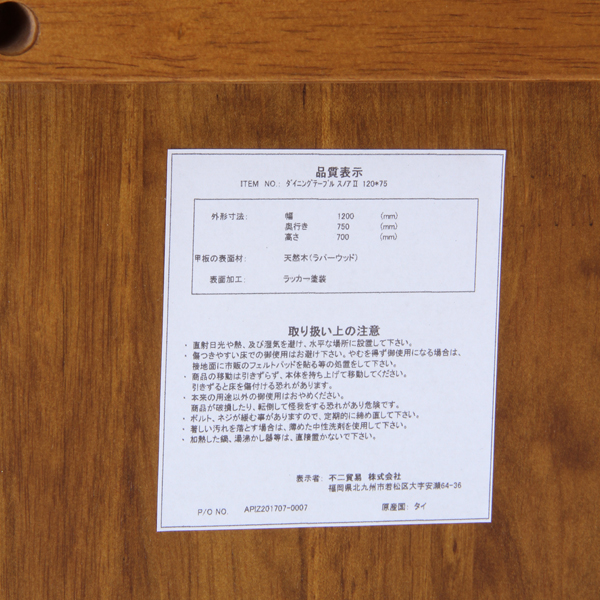 品質表示
ITEM NO.: ダイニングテーブル スノア II 120*75
外形寸法: 幅 1200 (mm)
奥行き 750 (mm)
高さ 700 (mm)
甲板の表面材: 天然木(ラバーウッド)
表面加工: ラッカー塗装
取り扱い上の注意
・ 直射日光や熱、及び湿気を避け、水平な場所に設置して下さい。
・ 傷つきやすい床での御使用はお避け下さい。やむを得ず御使用になる場合は、
接地面に市販のフェルトパッドを貼る等の処置をして下さい。
・ 商品の移動は引きずらず、本体を持ち上げて移動してください。
引きずると床を傷付ける恐れがあります。
・ 本来の用途以外の御使用はおやめください。
商品が破損したり、転倒して怪我をする恐れがあり危険です。
・ ボルト、ネジが緩む事がありますので、定期的に締め直して下さい。
・ 著しい汚れを落とす場合は、薄めた中性洗剤を使用して下さい。
・ 加熱した鍋、湯沸かし器等は、直接置かないで下さい。
表示者: 不二貿易 株式会社
福岡県北九州市若松区大字安瀬64-36
P/O NO. APIZ201707-0007 原産国: タイ